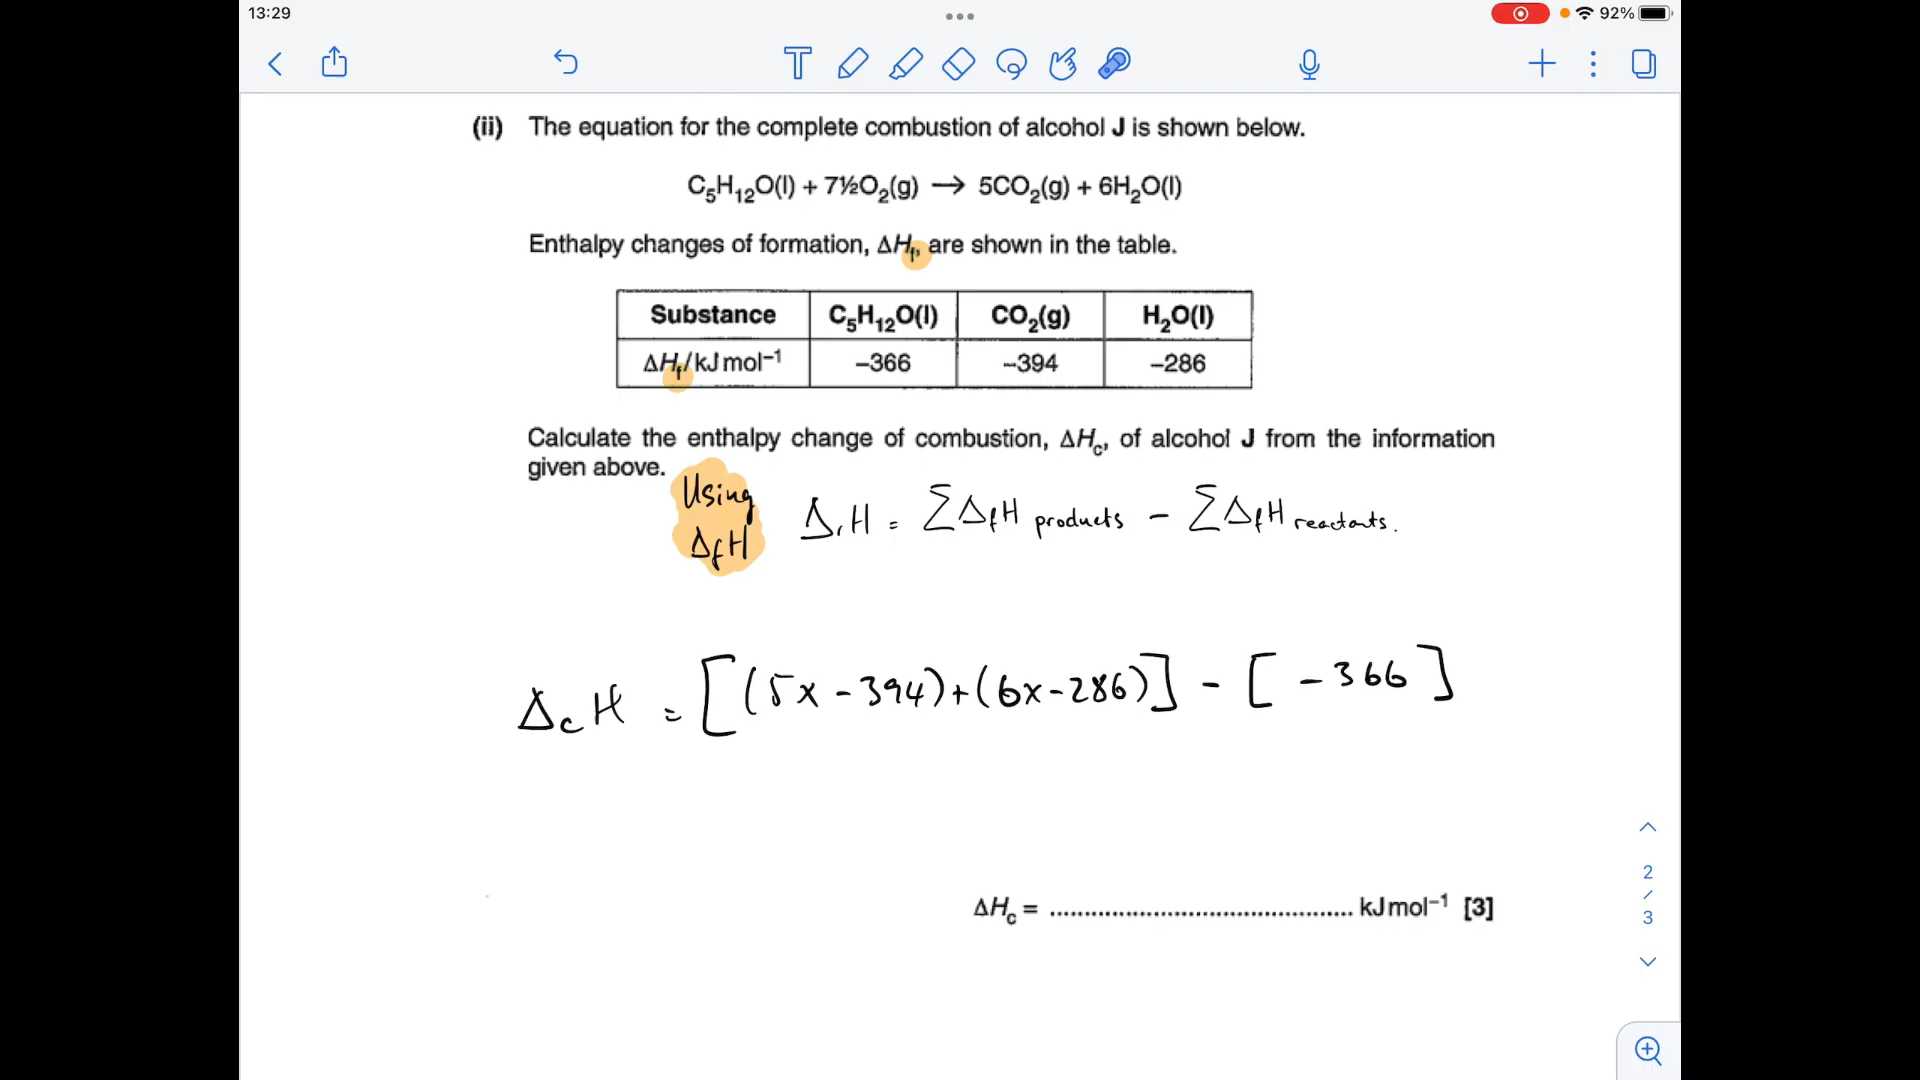 13:29
92%
(ii) The equation for the complete combustion of alcohol J is shown below.
C₅H₁₂O(l) + 7½O₂(g) → 5CO₂(g) + 6H₂O(l)
Enthalpy changes of formation, ΔHf, are shown in the table.
Substance C₅H₁₂O(l) CO₂(g) H₂O(l)
ΔHf/kJ mol⁻¹ –366 –394 –286
Calculate the enthalpy change of combustion, ΔHc, of alcohol J from the information
given above.
Using
ΔfH
ΔrH = ΣΔfH products – ΣΔfH reactants.
ΔcH = [(5x –394)+(6x–286)] – [ –366 ]
ΔHc = ............................................ kJ mol⁻¹ [3]
2
/
3